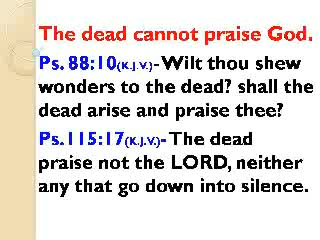 The dead cannot praise God.
Ps. 88:10(K.J.V.)- Wilt thou shew
wonders to the dead? shall the
dead arise and praise thee?
Ps.115:17(K.J.V.)- The dead
praise not the LORD, neither
any that go down into silence.